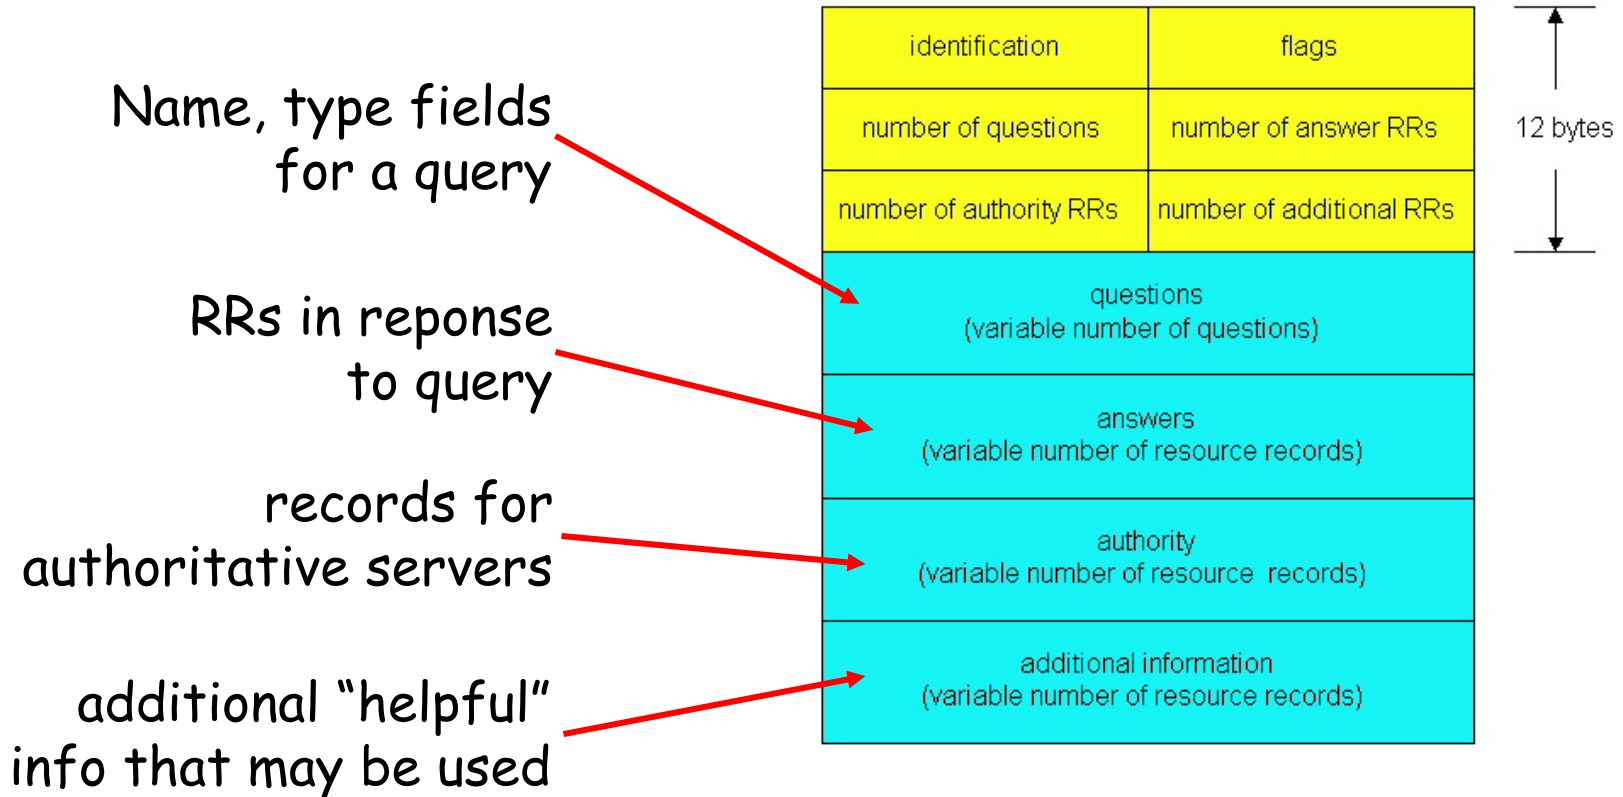 Name, type fields
for a query
RRs in reponse
to query
records for
authoritative servers
additional “helpful”
info that may be used
identification
flags
number of questions
number of answer RRs
number of authority RRs
number of additional RRs
12 bytes
questions
(variable number of questions)
answers
(variable number of resource records)
authority
(variable number of resource records)
additional information
(variable number of resource records)